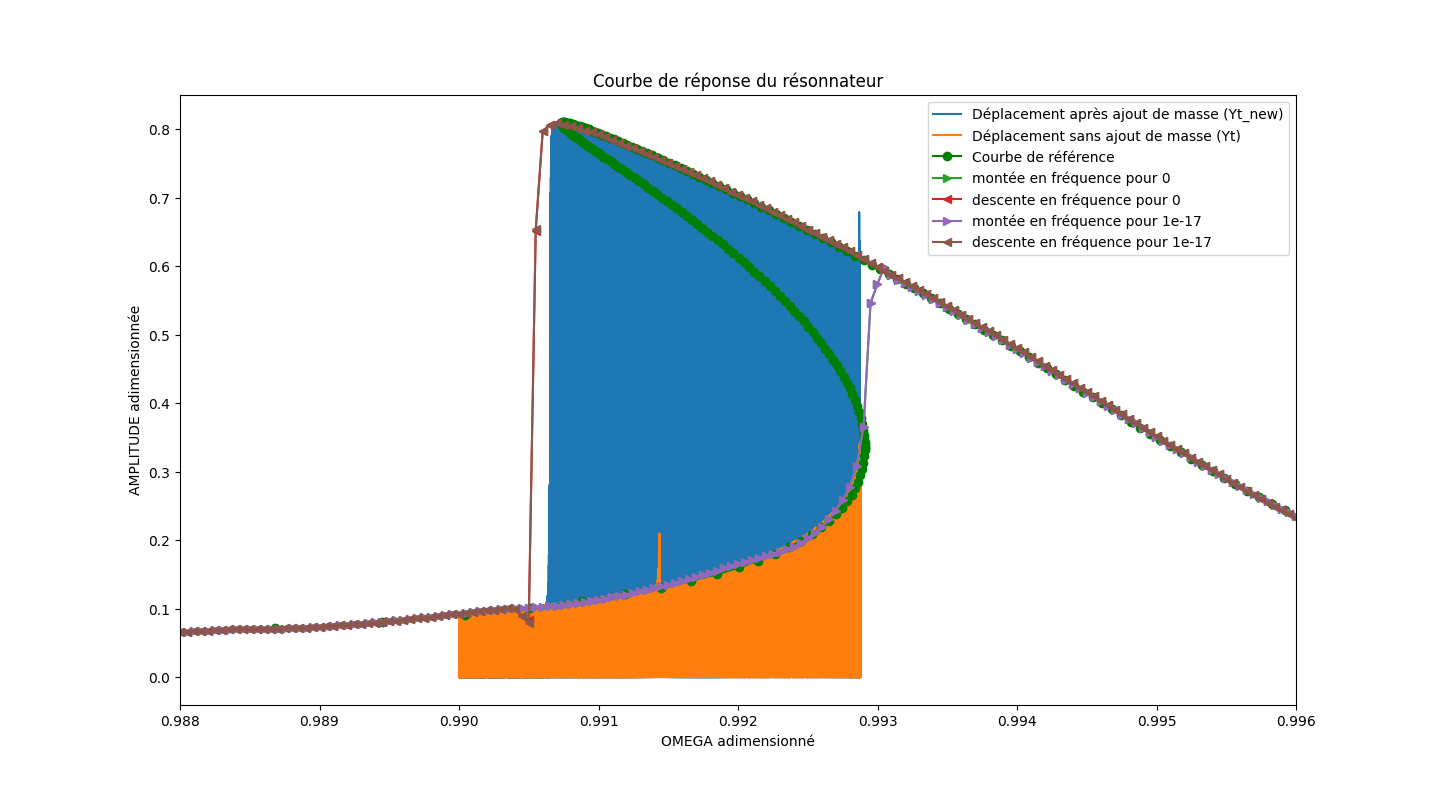 Courbe de réponse du résonnateur
AMPLITUDE adimensionnée
0.8
0.7
0.6
0.5
0.4
0.3
0.2
0.1
0.0
Déplacement après ajout de masse (Yt_new)
Déplacement sans ajout de masse (Yt)
Courbe de référence
montée en fréquence pour 0
descente en fréquence pour 0
montée en fréquence pour 1e-17
descente en fréquence pour 1e-17
0.988 0.989 0.990 0.991 0.992 0.993 0.994 0.995 0.996
OMEGA adimensionné